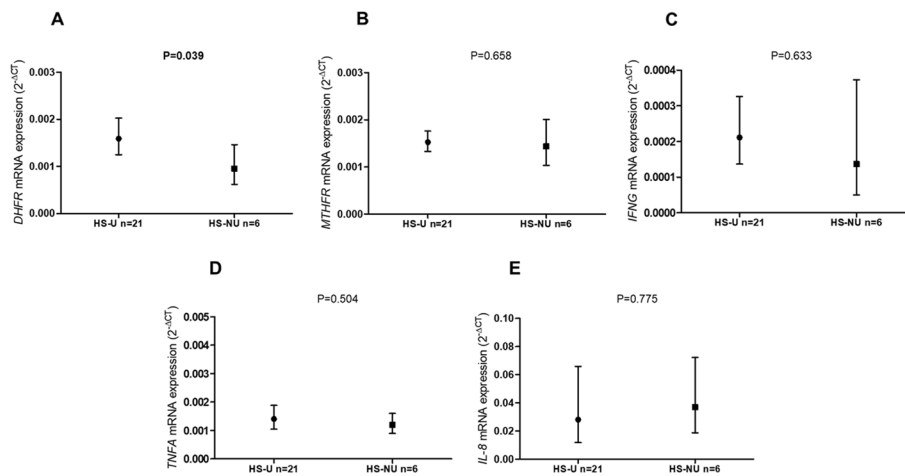 A
P=0.039
DHFR mRNA expression (2^-ΔCT)
0.003
0.002
0.001
0.000
HS-U n=21
HS-NU n=6
B
P=0.658
MTHFR mRNA expression (2^-ΔCT)
0.003
0.002
0.001
0.000
HS-U n=21
HS-NU n=6
C
P=0.633
IFNG mRNA expression (2^-ΔCT)
0.0004
0.0003
0.0002
0.0001
0.0000
HS-U n=21
HS-NU n=6
D
P=0.504
TNFA mRNA expression (2^-ΔCT)
0.005
0.004
0.003
0.002
0.001
0.000
HS-U n=21
HS-NU n=6
E
P=0.775
IL-8 mRNA expression (2^-ΔCT)
0.10
0.08
0.06
0.04
0.02
0.00
HS-U n=21
HS-NU n=6